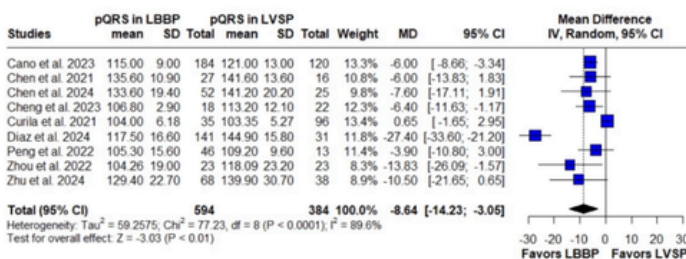 pQRS in LBBP pQRS in LVSP Mean Difference
Studies mean SD Total mean SD Total Weight MD 95% CI IV, Random, 95% CI
Cano et al. 2023 115.00 9.00 184 121.00 13.00 120 13.3% -6.00 [-8.66; -3.34]
Chen et al. 2021 135.60 10.90 27 141.60 13.60 16 11.3% -6.00 [-13.83; 1.83]
Chen et al. 2024 133.60 19.40 52 141.20 20.20 25 10.8% -7.60 [-17.11; 1.91]
Cheng et al. 2023 106.80 2.90 18 113.20 12.10 22 12.5% -6.40 [-11.63; -1.17]
Curila et al. 2021 104.00 6.18 35 103.35 5.27 96 13.4% 0.65 [-1.65; 2.95]
Diaz et al. 2024 117.50 16.60 141 144.90 15.80 31 12.1% -27.40 [-33.60; -21.20]
Peng et al. 2022 105.30 15.60 46 109.20 9.60 13 11.8% -3.90 [-10.80; 3.00]
Zhou et al. 2022 104.26 19.00 23 118.09 23.20 23 9.3% -13.83 [-26.09; -1.57]
Zhu et al. 2024 129.40 22.70 68 139.90 30.70 38 9.9% -10.50 [-21.65; 0.65]
Total (95% CI) 594 384 100.0% -8.64 [-14.23; -3.05]
Heterogeneity: Tau² = 59.2575; Chi² = 77.23, df = 8 (P < 0.0001); I² = 89.6%
Test for overall effect: Z = -3.03 (P < 0.01)
-30 -20 -10 0 10 20 30
Favors LBBP Favors LVSP